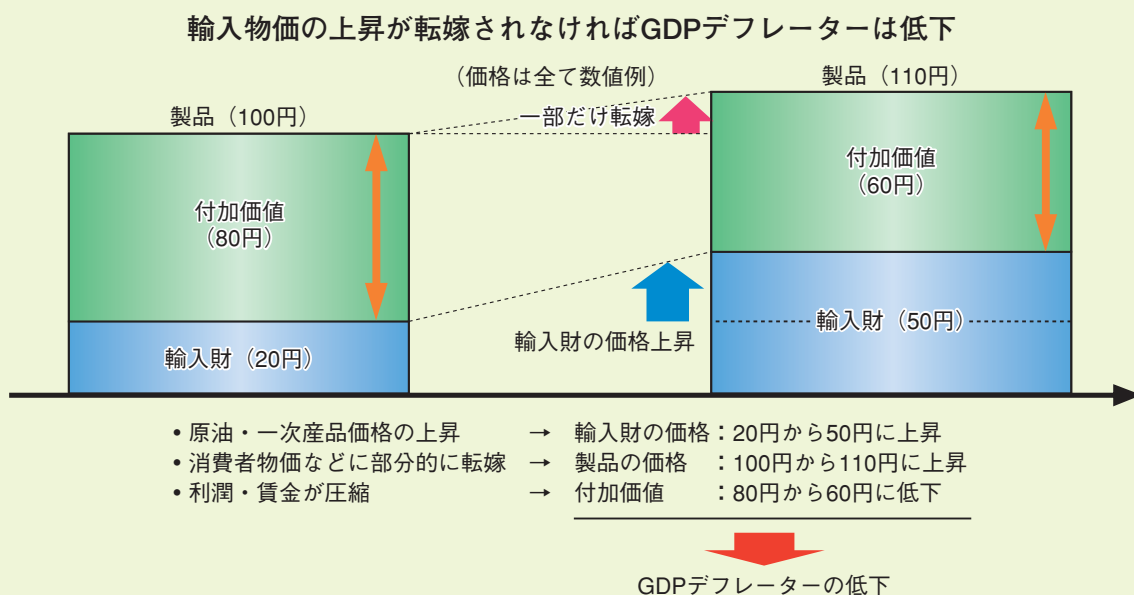 輸入物価の上昇が転嫁されなければGDPデフレーターは低下
（価格は全て数値例）
製品（110円）
製品（100円）
一部だけ転嫁
付加価値
（60円）
付加価値
（80円）
輸入財（50円）
輸入財の価格上昇
輸入財（20円）
• 原油・一次産品価格の上昇 → 輸入財の価格：20円から50円に上昇
• 消費者物価などに部分的に転嫁 → 製品の価格 ：100円から110円に上昇
• 利潤・賃金が圧縮 → 付加価値 ：80円から60円に低下
GDPデフレーターの低下